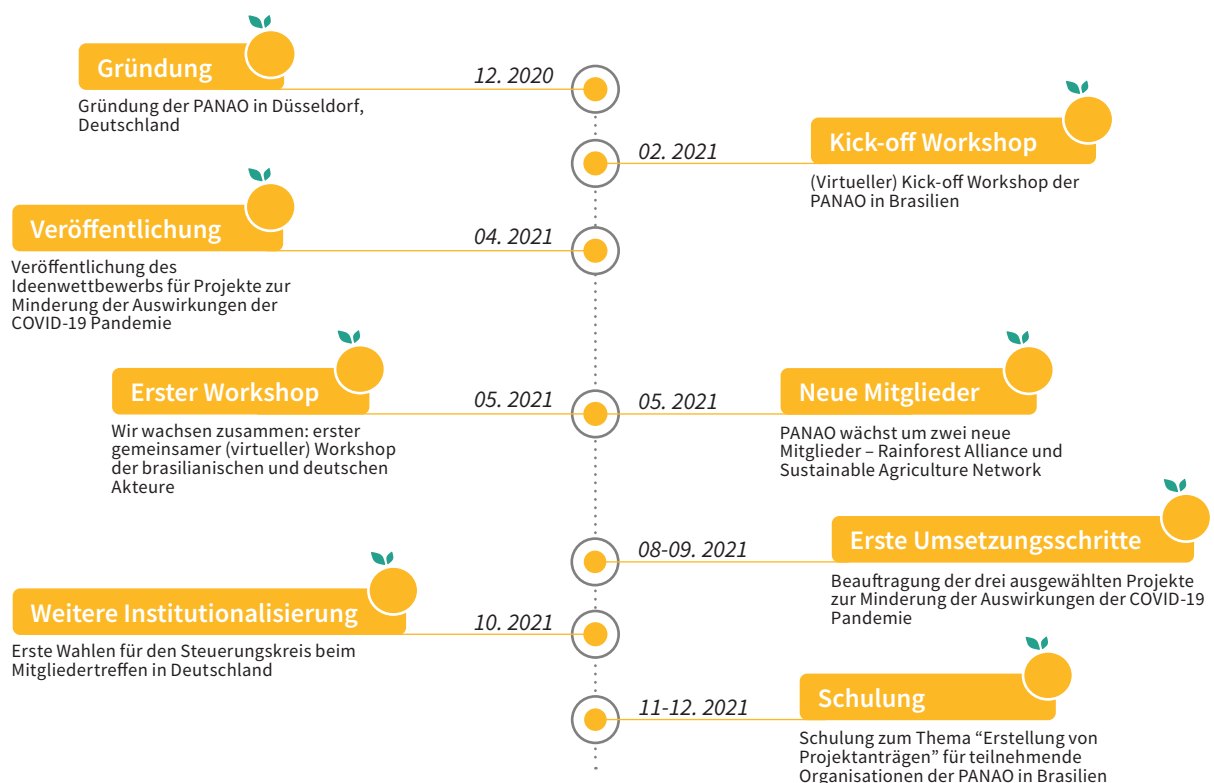 Gründung
12. 2020
Gründung der PANAO in Düsseldorf,
Deutschland
Kick-off Workshop
02. 2021
(Virtueller) Kick-off Workshop der
PANAO in Brasilien
Veröffentlichung
04. 2021
Veröffentlichung des
Ideenwettbewerbs für Projekte zur
Minderung der Auswirkungen der
COVID-19 Pandemie
Erster Workshop
05. 2021
Wir wachsen zusammen: erster
gemeinsamer (virtueller) Workshop
der brasilianischen und deutschen
Akteure
Neue Mitglieder
05. 2021
PANAO wächst um zwei neue
Mitglieder – Rainforest Alliance und
Sustainable Agriculture Network
Erste Umsetzungsschritte
08-09. 2021
Beauftragung der drei ausgewählten Projekte
zur Minderung der Auswirkungen der COVID-19
Pandemie
Weitere Institutionalisierung
10. 2021
Erste Wahlen für den Steuerungskreis beim
Mitgliedertreffen in Deutschland
Schulung
11-12. 2021
Schulung zum Thema “Erstellung von
Projektanträgen” für teilnehmende
Organisationen der PANAO in Brasilien